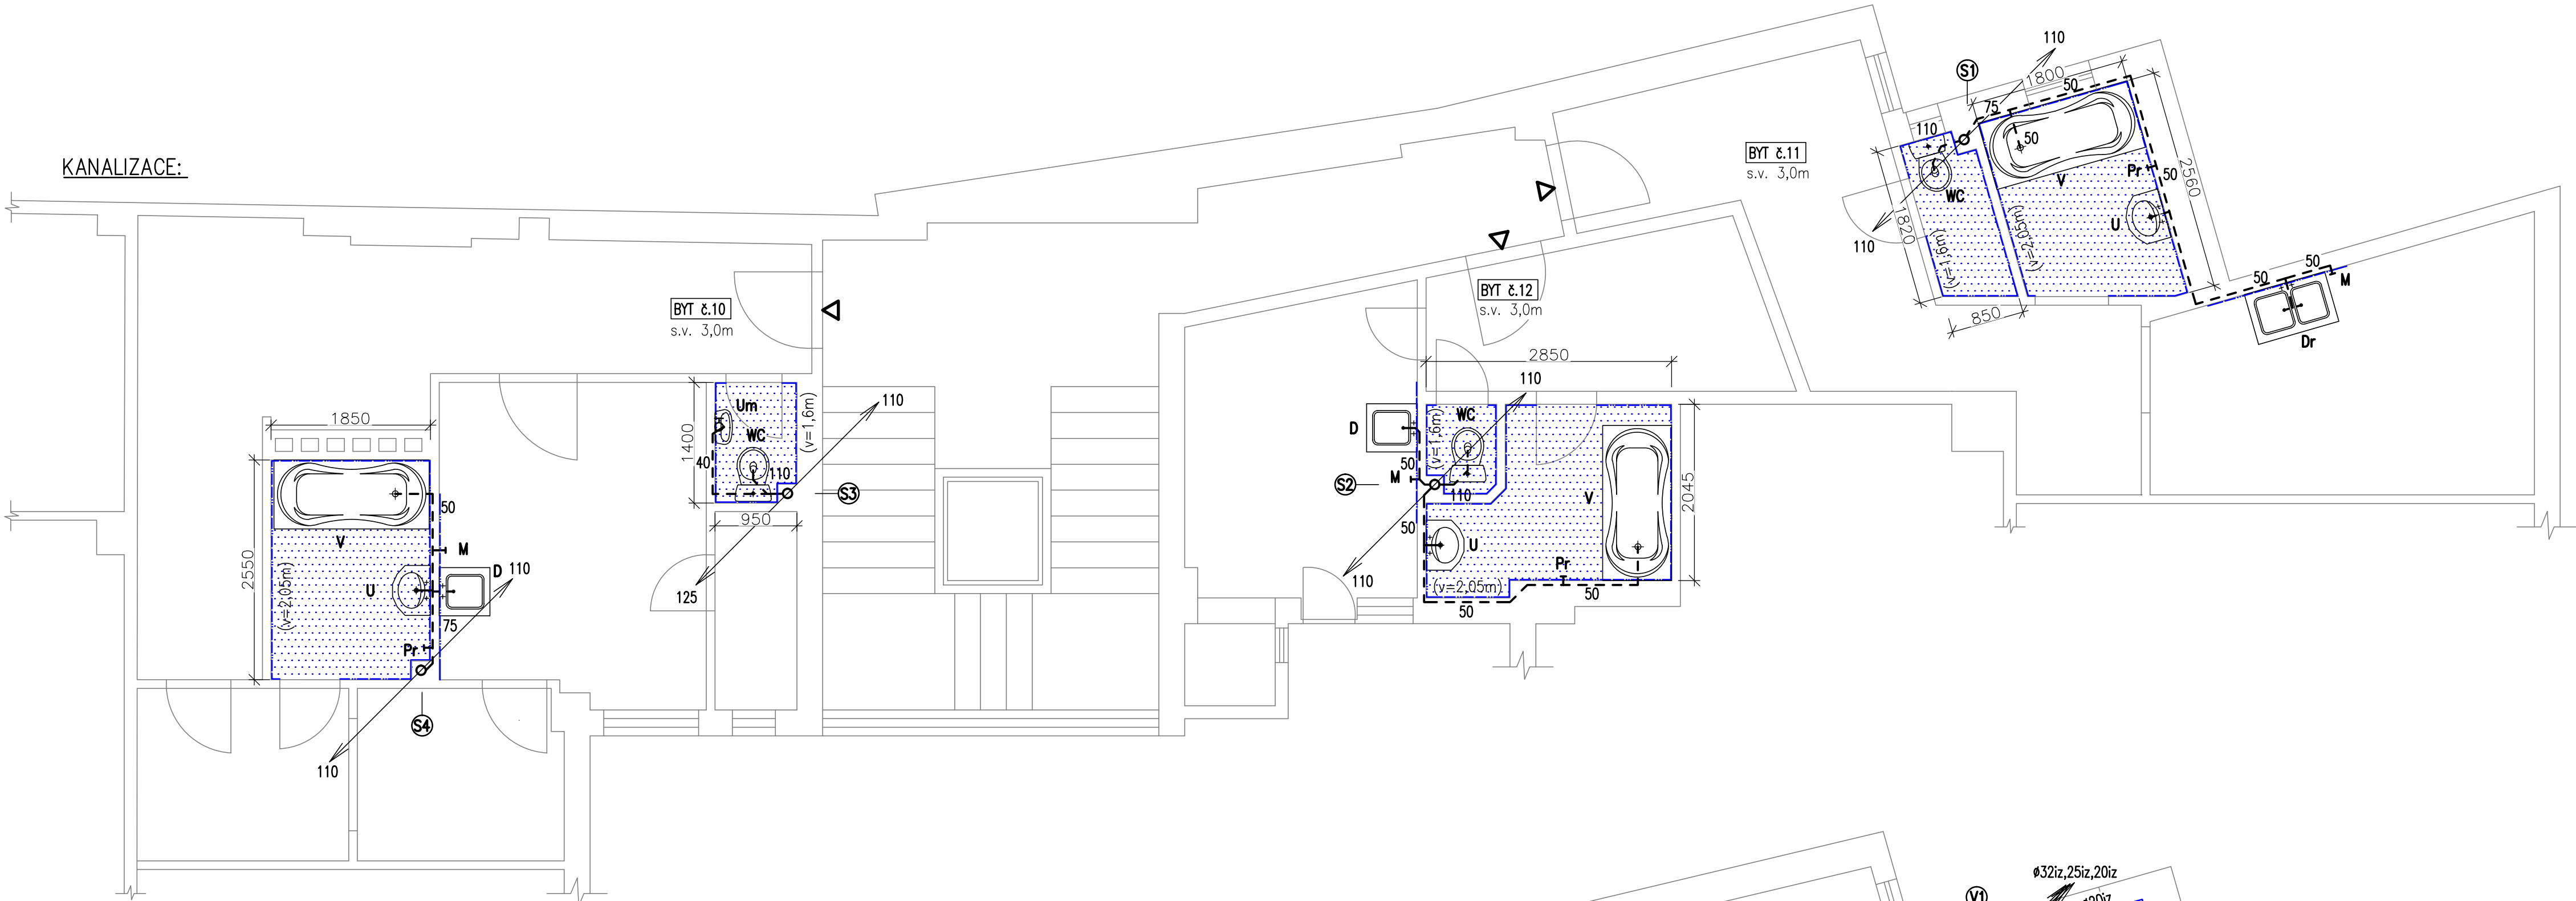 KANALIZACE:
BYT č.10
s.v. 3,0m
1850
2550
V
(v=2,05m)
50
M
U
D
110
75
Pr
S4
110
1400
Um
WC
(v=1,6m)
40
110
110
S3
950
125
BYT č.12
s.v. 3,0m
2850
110
D
WC
(v=1,6m)
50
M
S2
110
50
V
2045
U
Pr
(v=2,05m)
50
50
110
BYT č.11
s.v. 3,0m
110
S1
1800
50
75
110
50
V
Pr
50
2560
WC
U
1820
110
(v=1,6m)
(v=2,05m)
850
50
50
M
Dr
ø32iz,25iz,20iz
V1